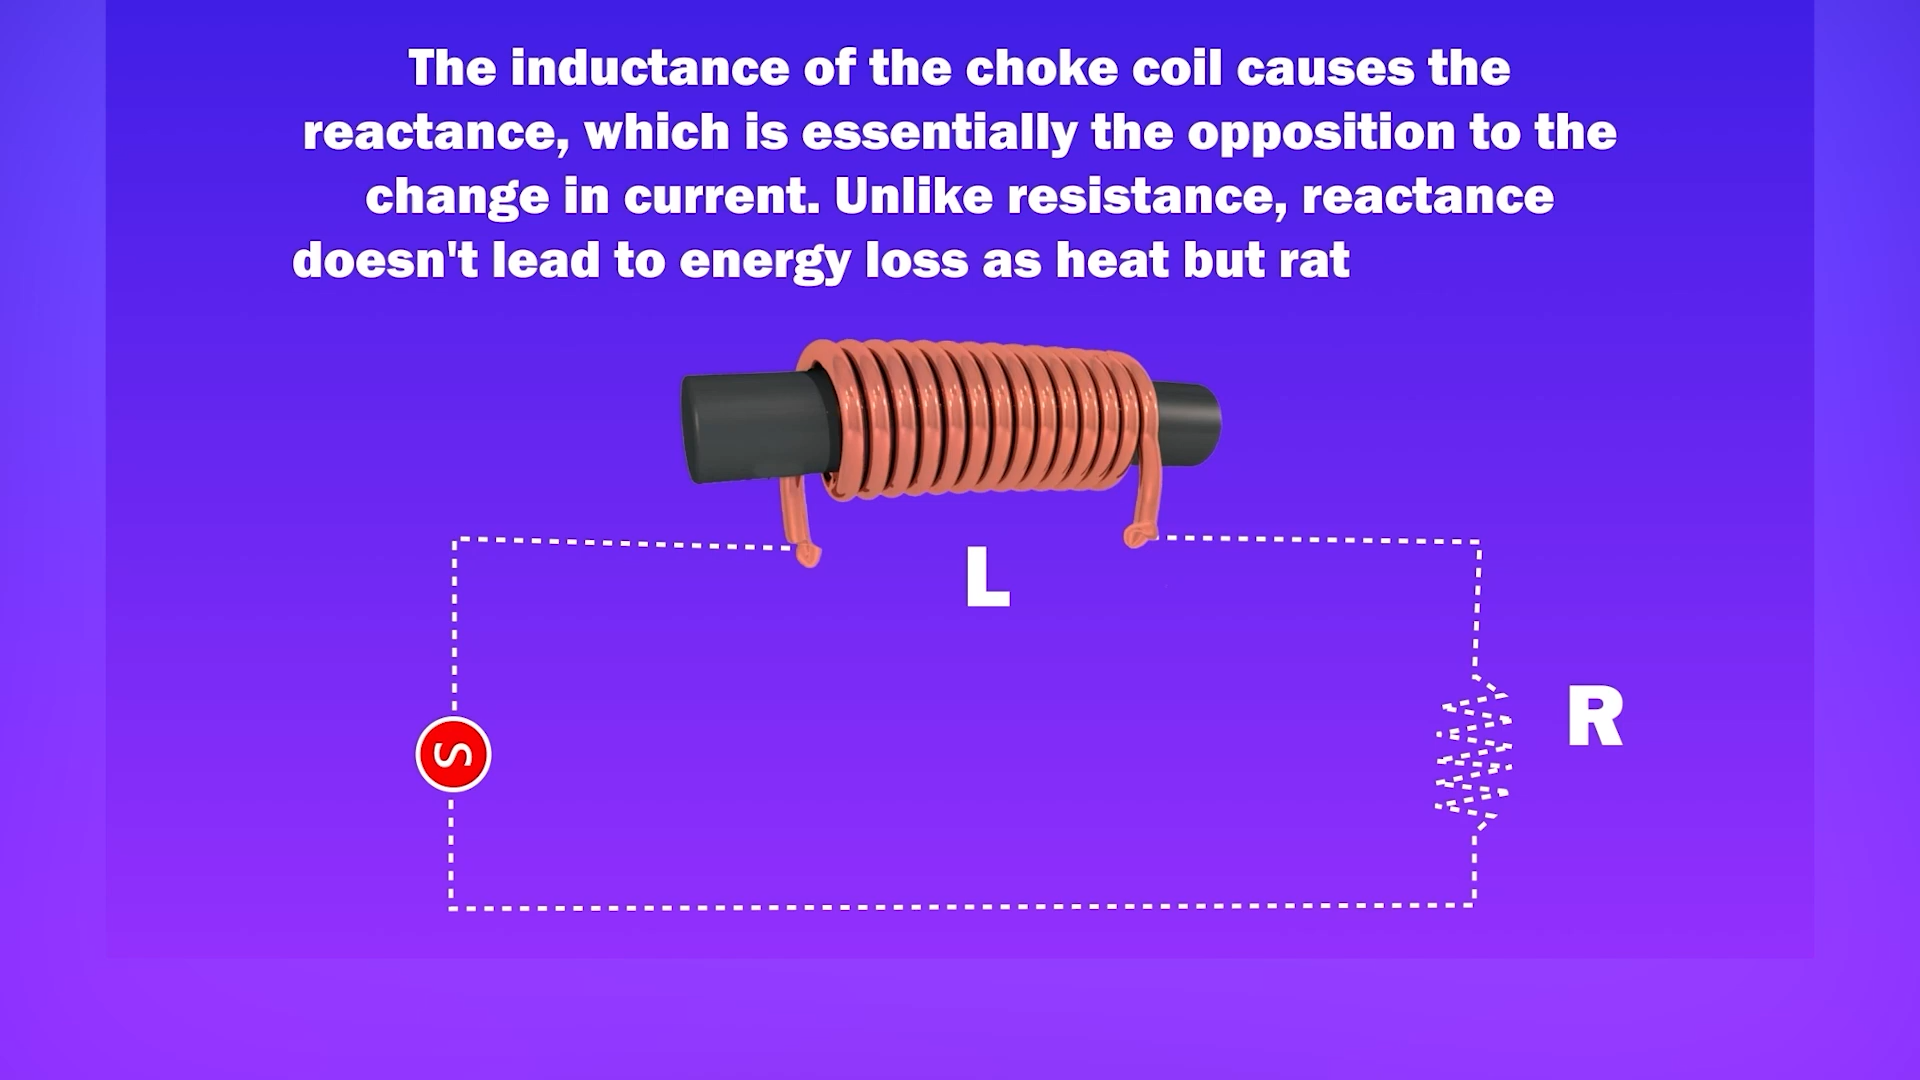 The inductance of the choke coil causes the
reactance, which is essentially the opposition to the
change in current. Unlike resistance, reactance
doesn't lead to energy loss as heat but rat
L
S
R